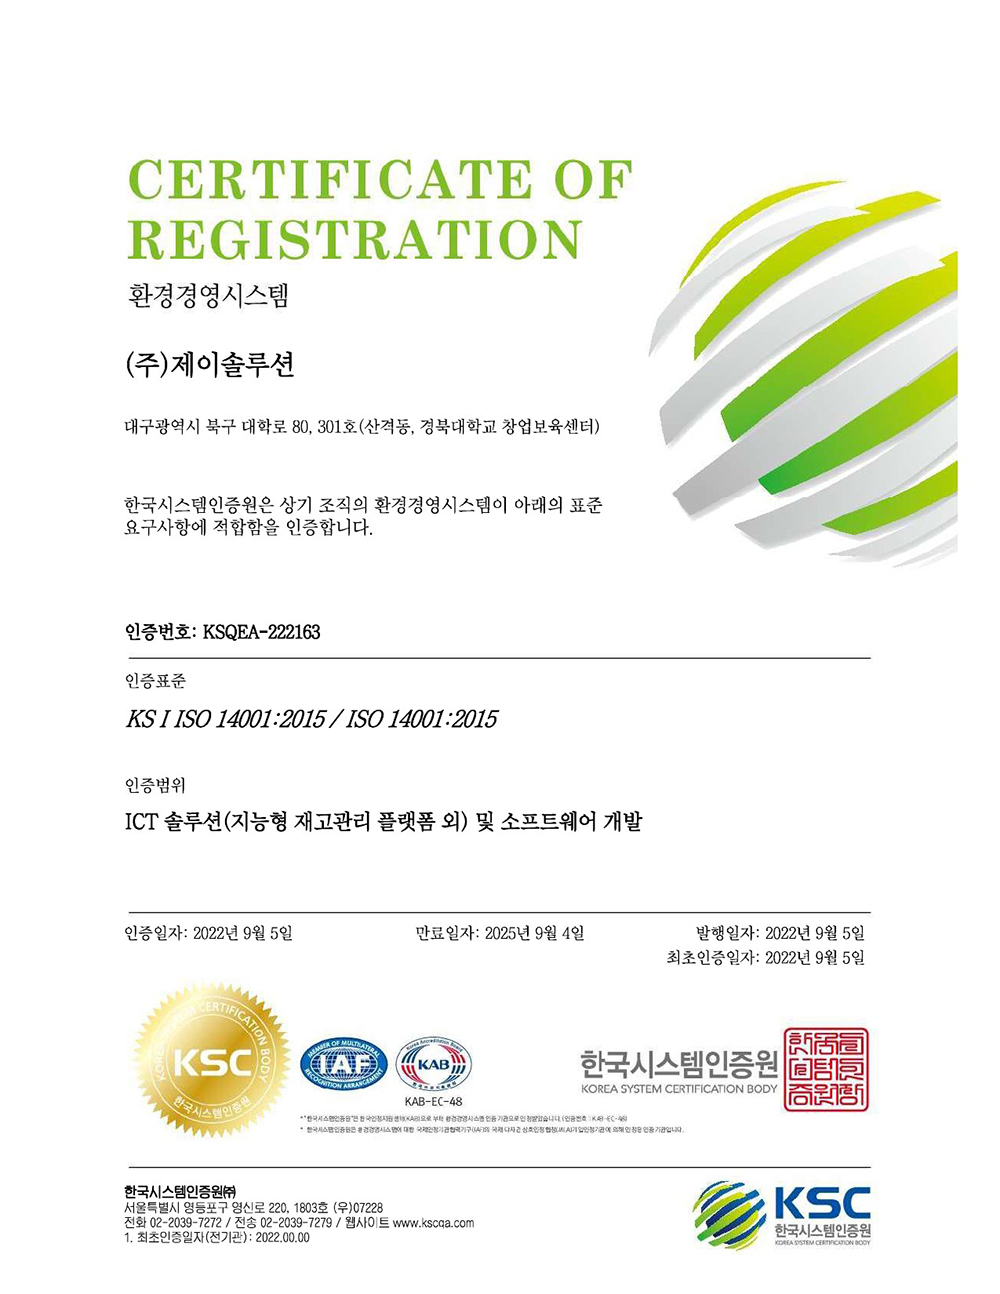 CERTIFICATE OF
REGISTRATION
환경경영시스템
(주)제이솔루션
대구광역시 북구 대학로 80, 301호(산격동, 경북대학교 창업보육센터)
한국시스템인증원은 상기 조직의 환경경영시스템이 아래의 표준
요구사항에 적합함을 인증합니다.
인증번호: KSQEA-222163
인증표준
KS I ISO 14001:2015 / ISO 14001:2015
인증범위
ICT 솔루션(지능형 재고관리 플랫폼 외) 및 소프트웨어 개발
인증일자: 2022년 9월 5일
만료일자: 2025년 9월 4일
발행일자: 2022년 9월 5일
최초인증일자: 2022년 9월 5일
CERTIFICATION BODY
KSC
한국시스템인증원
MEMBER OF MULTILATERAL
IAF
RECOGNITION ARRANGEMENT
Korea Accreditation Board
KAB
KAB-EC-48
한국시스템인증원
KOREA SYSTEM CERTIFICATION BODY
한국시스템인증원㈜
서울특별시 영등포구 영신로 220, 1803호 (우)07228
전화 02-2039-7272 / 전송 02-2039-7279 / 웹사이트 www.kscqa.com
1. 최초인증일자(전기관): 2022.00.00
KSC
한국시스템인증원
KOREA SYSTEM CERTIFICATION BODY